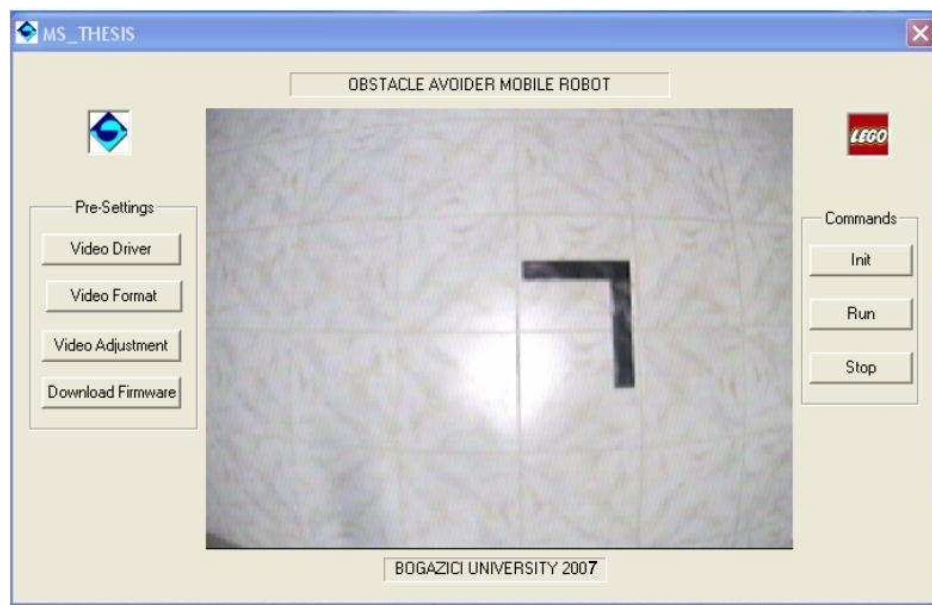 MS_THESIS
OBSTACLE AVOIDER MOBILE ROBOT
LEGO
Pre-Settings
Video Driver
Video Format
Video Adjustment
Download Firmware
Commands
Init
Run
Stop
BOGAZICI UNIVERSITY 2007